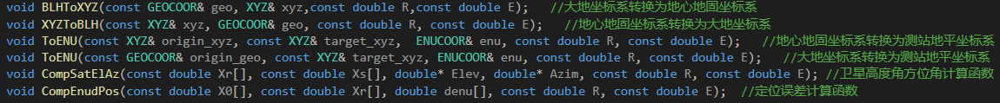 void BLHToXYZ(const GEOCOOR& geo, XYZ& xyz,const double R,const double E);   //大地坐标系转换为地心地固坐标系
void XYZToBLH(const XYZ& xyz, GEOCOOR& geo, const double R, const double E);   //地心地固坐标系转换为大地坐标系
void ToENU(const XYZ& origin_xyz, const XYZ& target_xyz,  ENUCOOR& enu, const double R, const double E);   //地心地固坐标系转换为测站地平坐标系
void ToENU(const GEOCOOR& origin_geo, const XYZ& target_xyz, ENUCOOR& enu, const double R, const double E);   //大地坐标系转换为测站地平坐标系
void CompSatElAz(const double Xr[], const double Xs[], double* Elev, double* Azim, const double R, const double E); //卫星高度角方位角计算函数
void CompEnudPos(const double X0[], const double Xr[], double denu[], const double R, const double E);  //定位误差计算函数